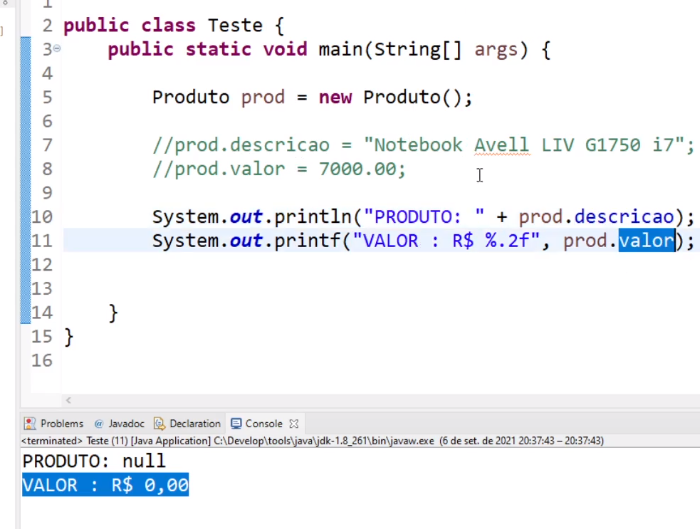 1
2 public class Teste {
3 public static void main(String[] args) {
4
5 Produto prod = new Produto();
6
7 //prod.descricao = "Notebook Avell LIV G1750 i7";
8 //prod.valor = 7000.00;
9
10 System.out.println("PRODUTO: " + prod.descricao);
11 System.out.printf("VALOR : R$ %.2f", prod.valor);
12
13
14 }
15 }
16
Problems @ Javadoc Declaration Console
<terminated> Teste (11) [Java Application] C:\Develop\tools\java\jdk-1.8_261\bin\javaw.exe (6 de set. de 2021 20:37:43 – 20:37:43)
PRODUTO: null
VALOR : R$ 0,00